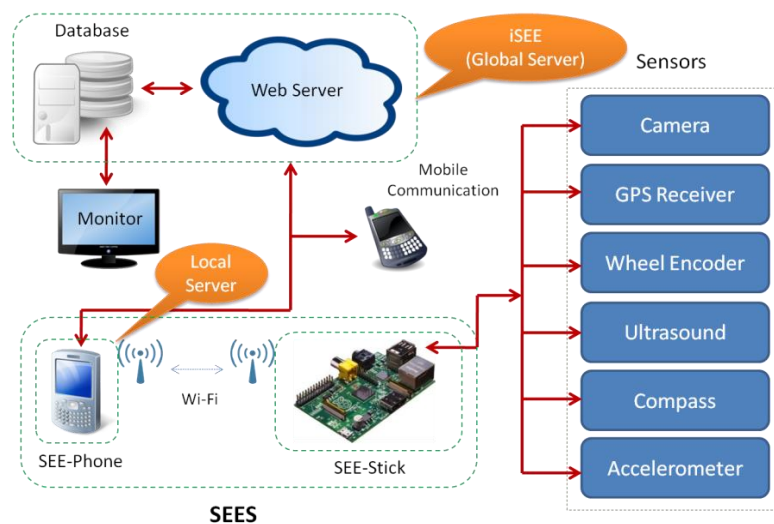 Database
Web Server
iSEE
(Global Server)
Sensors
Camera
GPS Receiver
Wheel Encoder
Ultrasound
Compass
Accelerometer
Mobile
Communication
Monitor
Local
Server
Wi-Fi
SEE-Phone
SEE-Stick
SEES